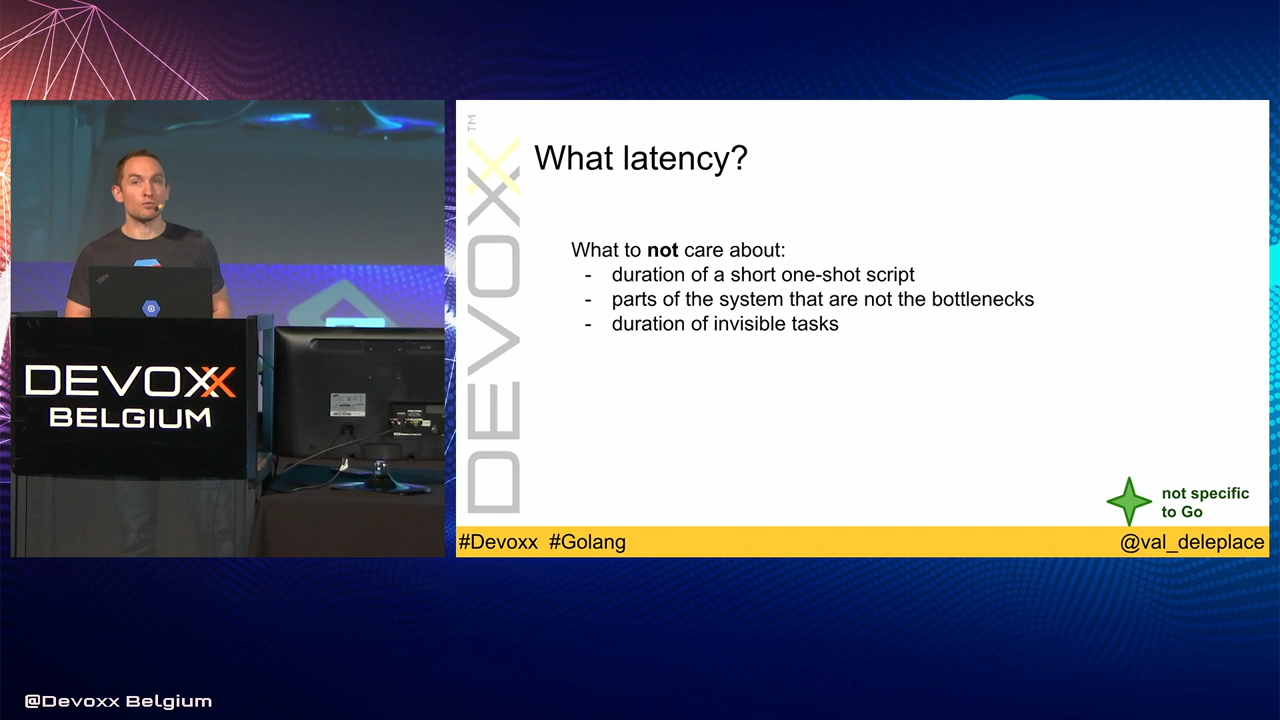 What latency?
What to not care about:
- duration of a short one-shot script
- parts of the system that are not the bottlenecks
- duration of invisible tasks
not specific
to Go
#Devoxx #Golang
@val_deleplace
DEVOXX
TM
DEVOXX
BELGIUM
@Devoxx Belgium